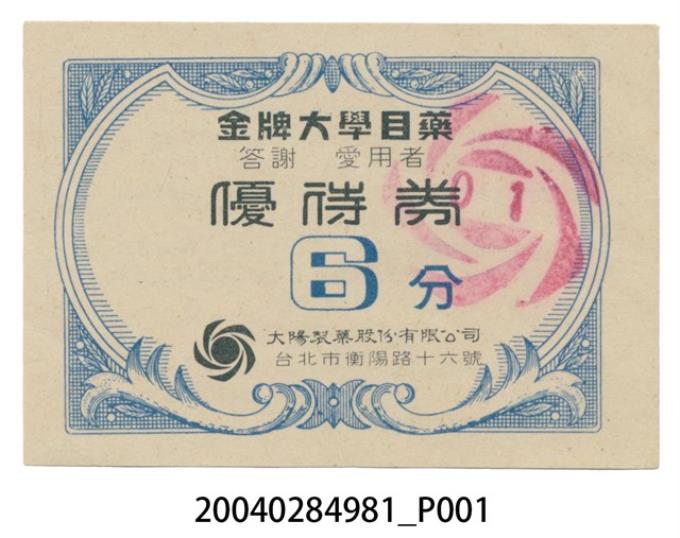 金牌大學目藥
答謝 愛用者
優待券
01
6分
大陽製藥股份有限公司
台北市衡陽路十六號
20040284981_P001